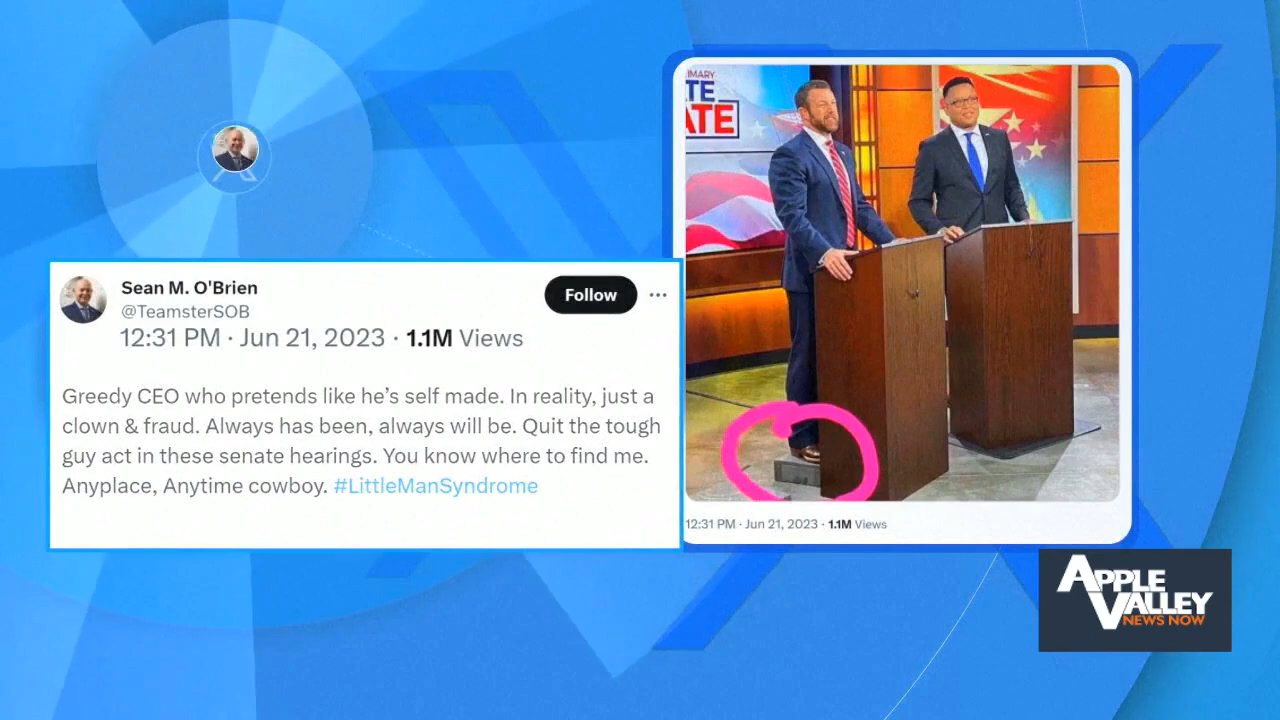 Sean M. O'Brien
Follow
@TeamsterSOB
12:31 PM · Jun 21, 2023 · 1.1M Views
Greedy CEO who pretends like he's self made. In reality, just a
clown & fraud. Always has been, always will be. Quit the tough
guy act in these senate hearings. You know where to find me.
Anyplace, Anytime cowboy. #LittleManSyndrome
IMARY
TE
ATE
12:31 PM · Jun 21, 2023 · 1.1M Views
APPLE
VALLEY
NEWS NOW